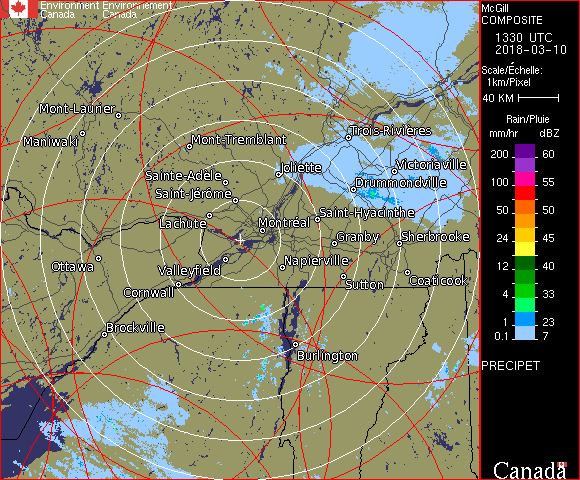 Environment Environnement
Canada Canada
McGill
COMPOSITE
1330 UTC
2018-03-10
Scale/Échelle:
1km/Pixel
40 KM
Rain/Pluie
mm/hr dBZ
200 60
100 55
50 50
24 45
12 40
4 33
1 23
0.1 7
PRECIPET
Canada
Mont-Laurier
Maniwaki
Mont-Tremblant
Trois-Rivières
Joliette
Victoriaville
Sainte-Adèle
Drummondville
Saint-Jérôme
Saint-Hyacinthe
Lachute
Montréal
Granby
Sherbrooke
Ottawa
Valleyfield
Napierville
Cornwall
Sutton
Coaticook
Brockville
Burlington